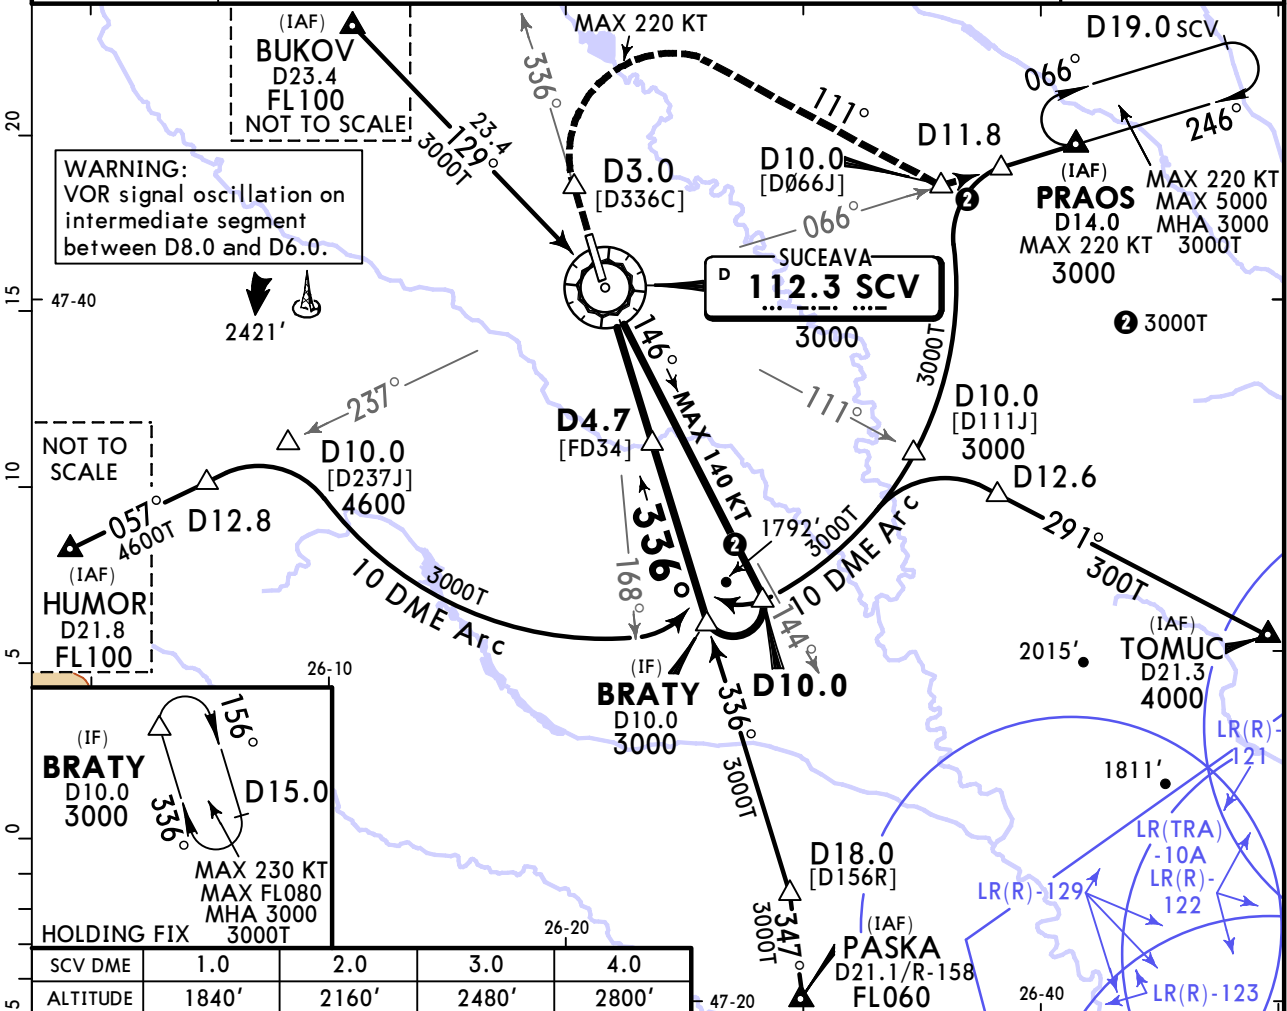 (IAF)
BUKOV
D23.4
FL100
NOT TO SCALE
23.4
129°
3000T
336°
MAX 220 KT
111°
D19.0 SCV
066°
246°
D11.8
D10.0
[DØ66J]
066°
(IAF)
PRAOS
D14.0
MAX 220 KT
3000
MAX 220 KT
MAX 5000
MHA 3000
3000T
2 3000T
2
D3.0
[D336C]
WARNING:
VOR signal oscillation on
intermediate segment
between D8.0 and D6.0.
2421'
47-40
SUCEAVA
D 112.3 SCV
3000
3000T
146°
MAX 140 KT
111°
D10.0
[D111J]
3000
D12.6
291°
300T
(IAF)
TOMUC
D21.3
4000
237°
D10.0
[D237J]
4600
D4.7
[FD34]
336°
168°
2
1792'
3000T
10 DME Arc
144°
D10.0
NOT TO
SCALE
057°
4600T
D12.8
(IAF)
HUMOR
D21.8
FL100
3000T
10 DME Arc
26-10
(IF)
BRATY
D10.0
3000
336°
3000T
2015'
1811'
LR(R)-
121
LR(TRA)
-10A
LR(R)-
122
LR(R)-129
LR(R)-123
D18.0
[D156R]
347°
3000T
(IAF)
PASKA
D21.1/R-158
FL060
26-20
26-40
47-20
(IF)
BRATY
D10.0
3000
156°
336°
D15.0
MAX 230 KT
MAX FL080
MHA 3000
3000T
HOLDING FIX
SCV DME 1.0 2.0 3.0 4.0
ALTITUDE 1840' 2160' 2480' 2800'
20
15
10
5
0
5